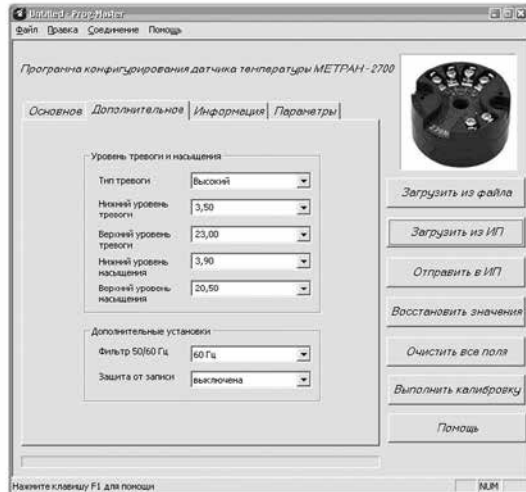 Untitled - Prog-Master
Файл Правка Соединение Помощь
Программа конфигурирования датчика температуры МЕТРАН-2700
Основное Дополнительное Информация Параметры
Уровень тревоги и насыщения
Тип тревоги Высокий
Нижний уровень
тревоги 3,50
Верхний уровень
тревоги 23,00
Нижний уровень
насыщения 3,90
Верхний уровень
насыщения 20,50
Дополнительные установки
Фильтр 50/60 Гц 60 Гц
Защита от записи выключена
Загрузить из файла
Загрузить из ИП
Отправить в ИП
Восстановить значения
Очистить все поля
Выполнить калибровку
Помощь
Нажмите клавишу F1 для помощи NUM